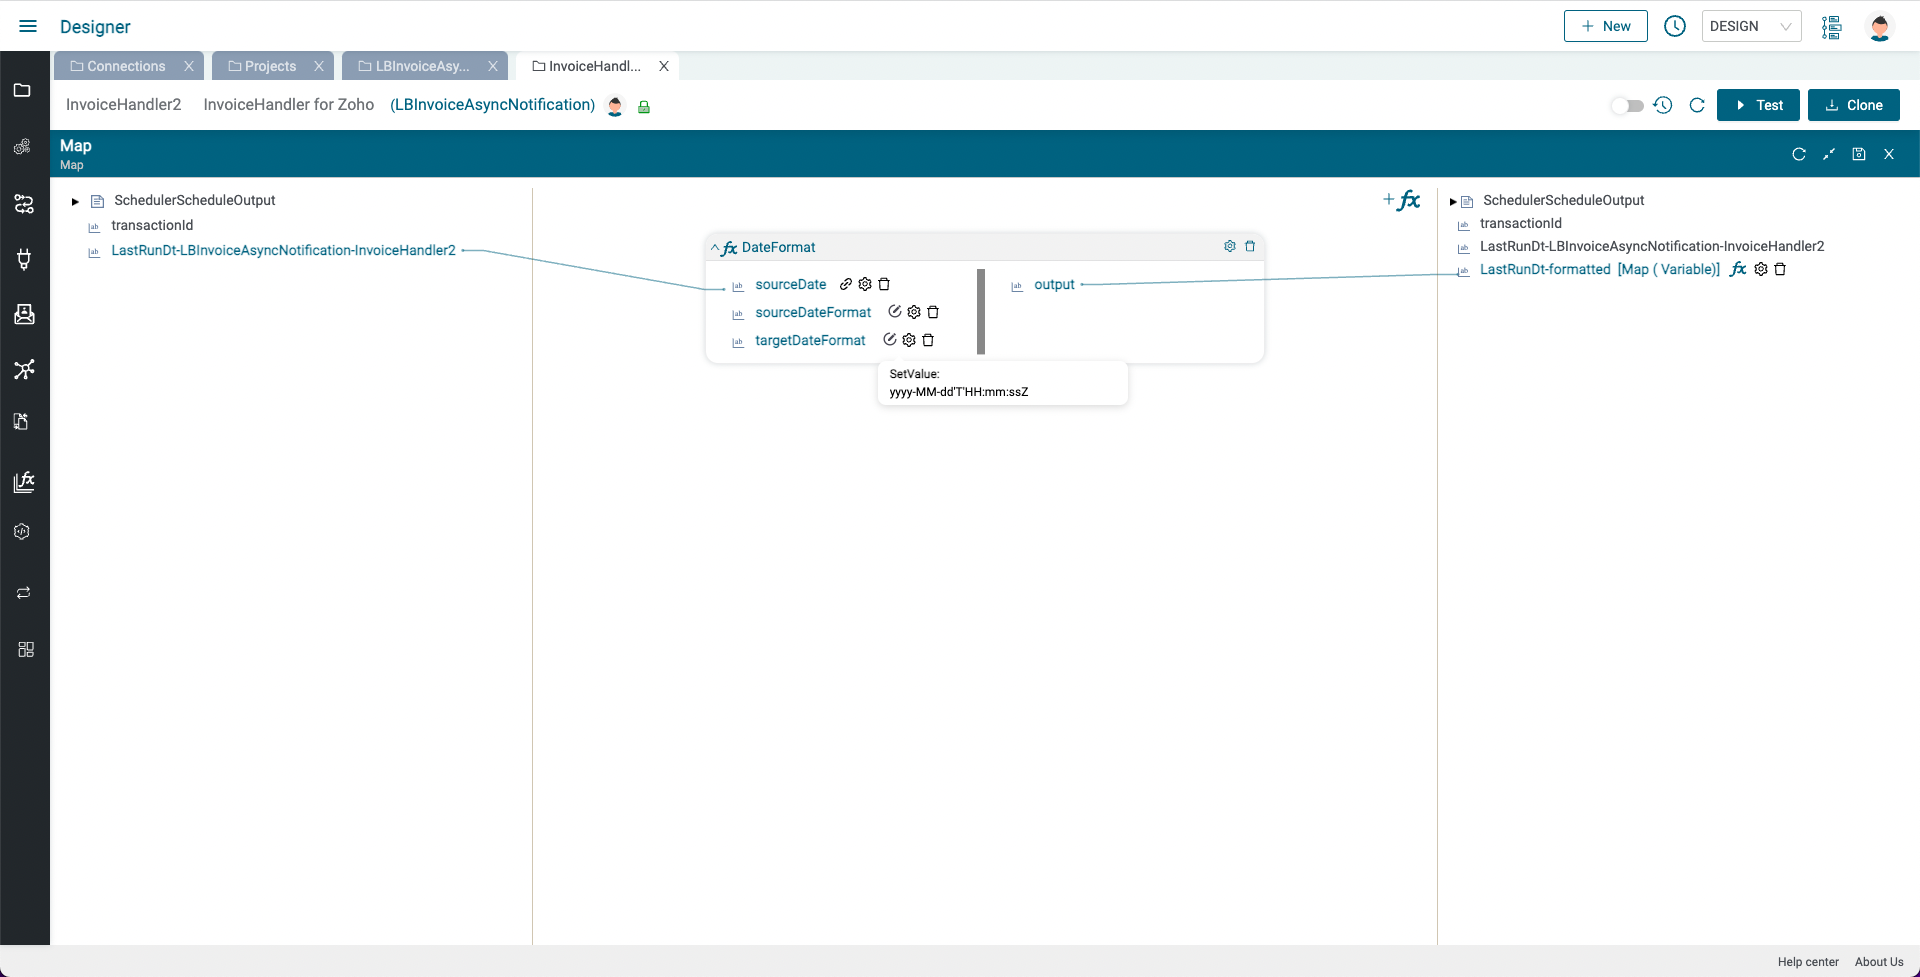 Designer
New
DESIGN
Connections
Projects
LBInvoiceAsy...
InvoiceHandl...
InvoiceHandler2
InvoiceHandler for Zoho
(LBInvoiceAsyncNotification)
Test
Clone
Map
Map
SchedulerScheduleOutput
transactionId
LastRunDt-LBInvoiceAsyncNotification-InvoiceHandler2
fx
DateFormat
sourceDate
sourceDateFormat
targetDateFormat
output
SetValue:
yyyy-MM-dd'T'HH:mm:ssZ
+fx
SchedulerScheduleOutput
transactionId
LastRunDt-LBInvoiceAsyncNotification-InvoiceHandler2
LastRunDt-formatted [Map ( Variable)] fx
Help center
About Us